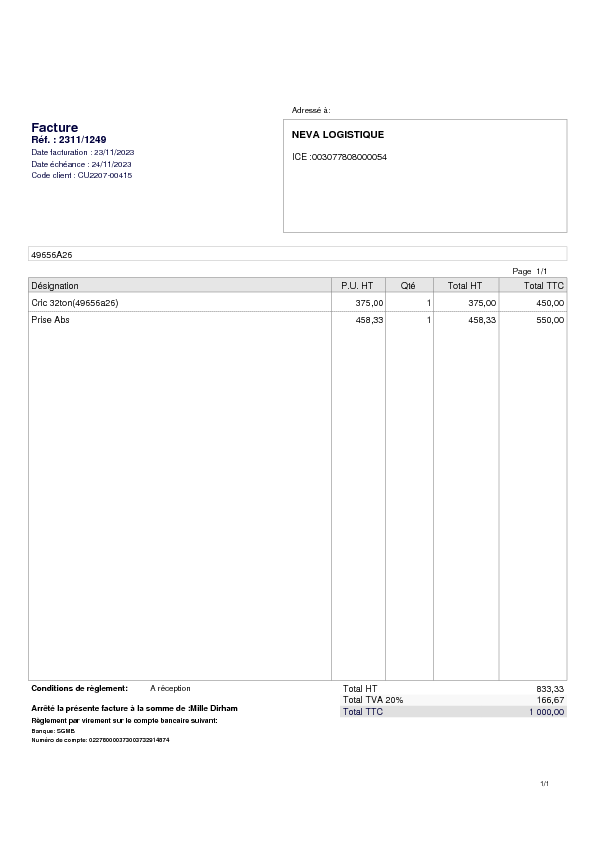 Adressé à:
Facture
Réf. : 2311/1249
Date facturation : 23/11/2023
Date échéance : 24/11/2023
Code client : CU2207-00415
NEVA LOGISTIQUE
ICE :003077808000054
49656A26
Page 1/1
Désignation P.U. HT Qté Total HT Total TTC
Cric 32ton(49656a26) 375,00 1 375,00 450,00
Prise Abs 458,33 1 458,33 550,00
Conditions de règlement: A réception
Total HT 833,33
Total TVA 20% 166,67
Total TTC 1 000,00
Arrêté la présente facture à la somme de :Mille Dirham
Règlement par virement sur le compte bancaire suivant:
Banque: SGMB
Numéro de compte:
1/1